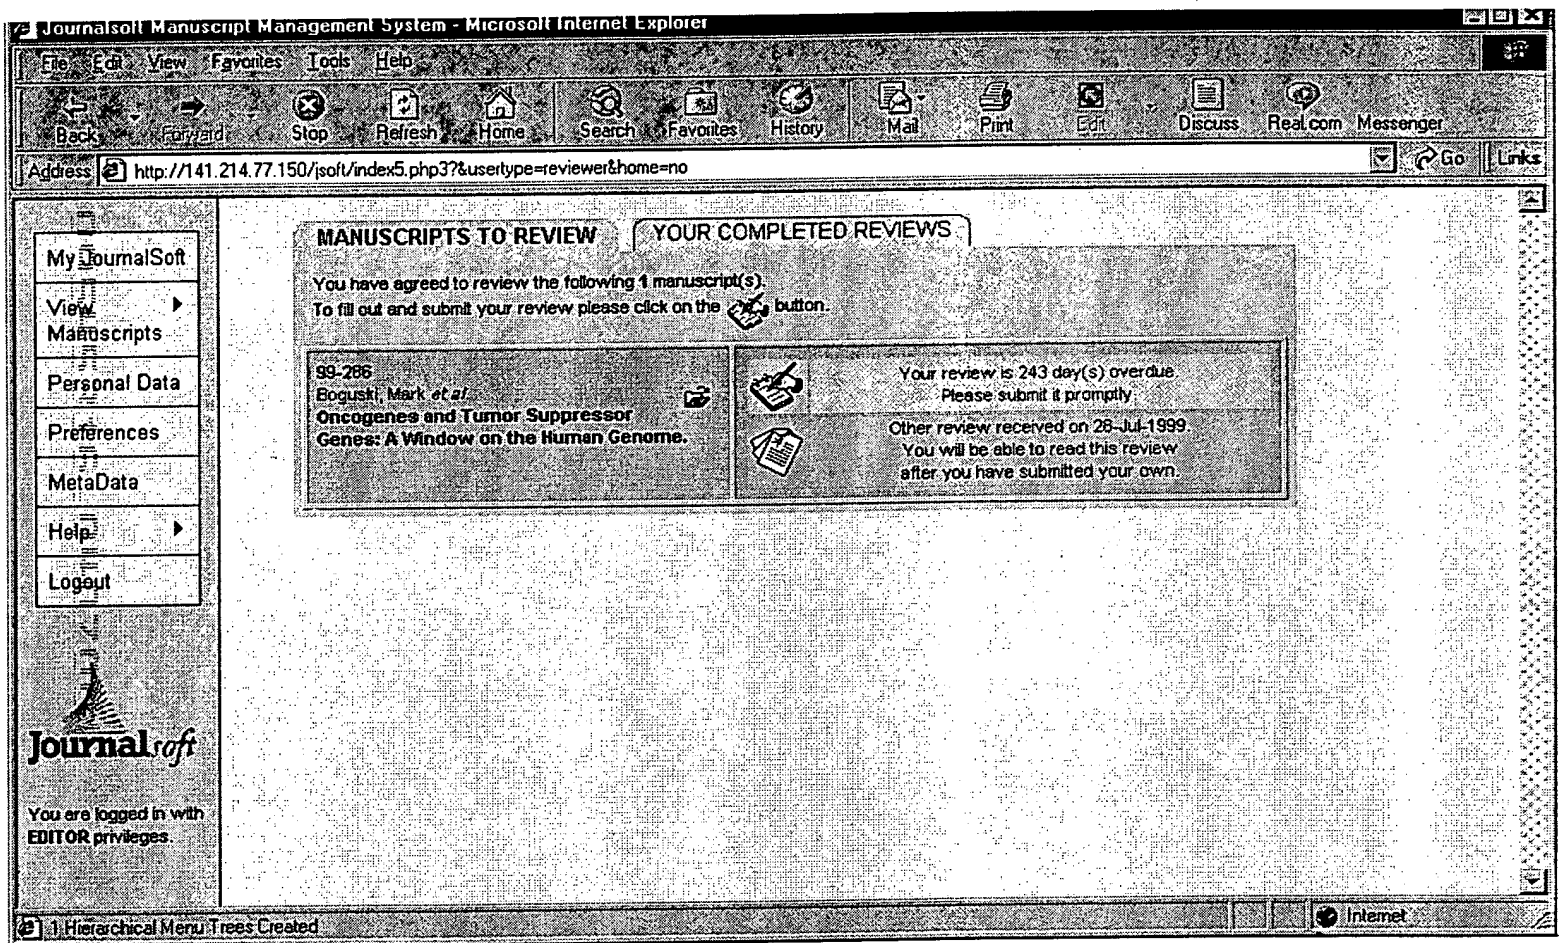 Journalsoft Manuscript Management System - Microsoft Internet Explorer
File Edit View Favorites Tools Help
Back Forward Stop Refresh Home Search Favorites History Mail Print Edit Discuss Real.com Messenger
Address http://141.214.77.150/jsoft/index5.php3?&usertype=reviewer&home=no Go Links
My JournalSoft
View
Manuscripts
Personal Data
Preferences
MetaData
Help
Logout
Journalsoft
You are logged in with
EDITOR privileges.
MANUSCRIPTS TO REVIEW YOUR COMPLETED REVIEWS
You have agreed to review the following 1 manuscript(s).
To fill out and submit your review please click on the button.
99-286
Boguski, Mark et al
Oncogenes and Tumor Suppressor
Genes: A Window on the Human Genome.
Your review is 243 day(s) overdue
Please submit it promptly
Other review received on 28-Jul-1999.
You will be able to read this review
after you have submitted your own.
1 Hierarchical Menu Trees Created Internet